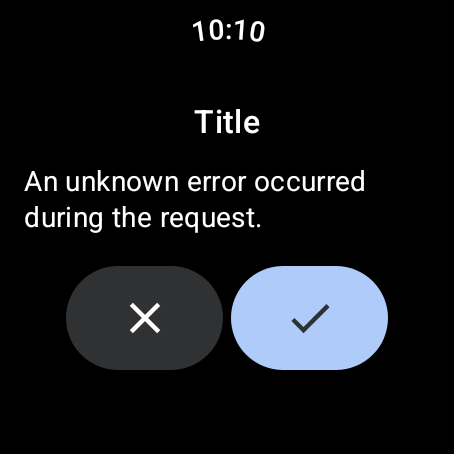 10:10
Title
An unknown error occurred
during the request.